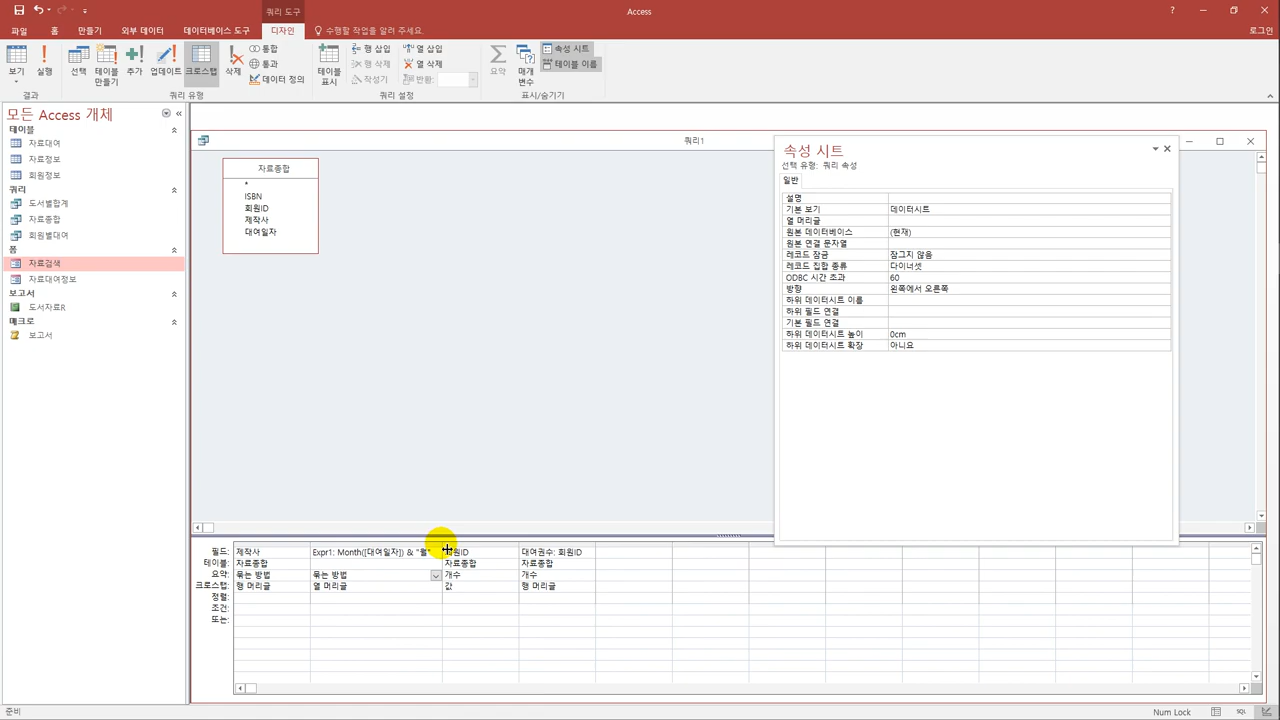 쿼리 도구
Access
파일 홈 만들기 외부 데이터 데이터베이스 도구 디자인 수행할 작업을 알려 주세요. 로그인
보기 실행 선택 테이블 만들기 추가 업데이트 크로스탭 삭제 통합 통과 데이터 정의 테이블 표시 행 삽입 행 삭제 작성기 열 삽입 열 삭제 반환: 요약 매개 변수 속성 시트 테이블 이름
결과 쿼리 유형 쿼리 설정 표시/숨기기
모든 Access 개체
테이블
자료대여
자료정보
회원정보
쿼리
도서별합계
자료종합
회원별대여
폼
자료검색
자료대여정보
보고서
도서자료R
매크로
보고서
쿼리1
자료종합
*
ISBN
회원ID
제작사
대여일자
속성 시트
선택 유형: 쿼리 속성
일반
설명
기본 보기 데이터시트
열 머리글
원본 데이터베이스 (현재)
원본 연결 문자열
레코드 잠금 잠그지 않음
레코드 집합 종류 다이너셋
ODBC 시간 초과 60
방향 왼쪽에서 오른쪽
하위 데이터시트 이름
하위 필드 연결
기본 필드 연결
하위 데이터시트 높이 0cm
하위 데이터시트 확장 아니요
필드: 제작사 Expr1: Month([대여일자]) & "월" 회원ID 대여권수: 회원ID
테이블: 자료종합 자료종합 자료종합
요약: 묶는 방법 묶는 방법 개수 개수
크로스탭: 행 머리글 열 머리글 값 행 머리글
정렬:
조건:
또는:
준비 Num Lock SQL